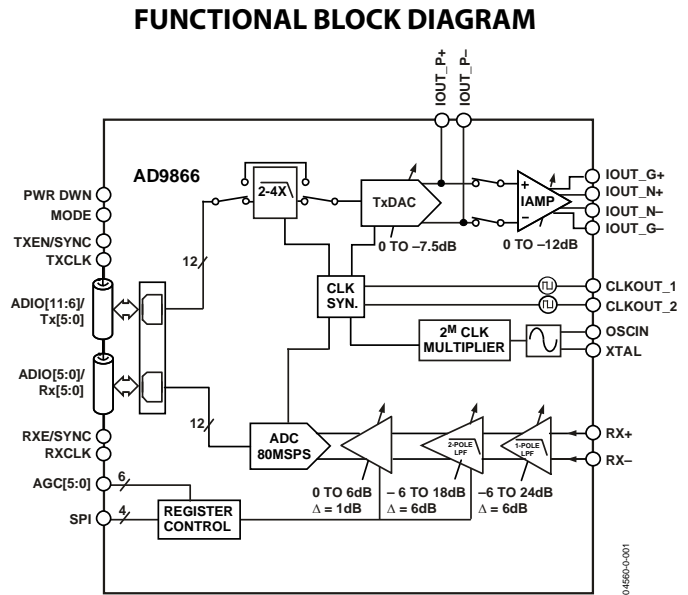 FUNCTIONAL BLOCK DIAGRAM
IOUT_P+
IOUT_P–
AD9866
PWR DWN
MODE
TXEN/SYNC
TXCLK
ADIO[11:6]/
Tx[5:0]
ADIO[5:0]/
Rx[5:0]
RXE/SYNC
RXCLK
AGC[5:0]
SPI
12
12
6
4
2-4X
TxDAC
0 TO –7.5dB
+
IAMP
–
0 TO –12dB
IOUT_G+
IOUT_N+
IOUT_N–
IOUT_G–
CLK
SYN.
CLKOUT_1
CLKOUT_2
2M CLK
MULTIPLIER
OSCIN
XTAL
ADC
80MSPS
2-POLE
LPF
1-POLE
LPF
RX+
RX–
0 TO 6dB
Δ = 1dB
– 6 TO 18dB
Δ = 6dB
–6 TO 24dB
Δ = 6dB
REGISTER
CONTROL
04560-0-001